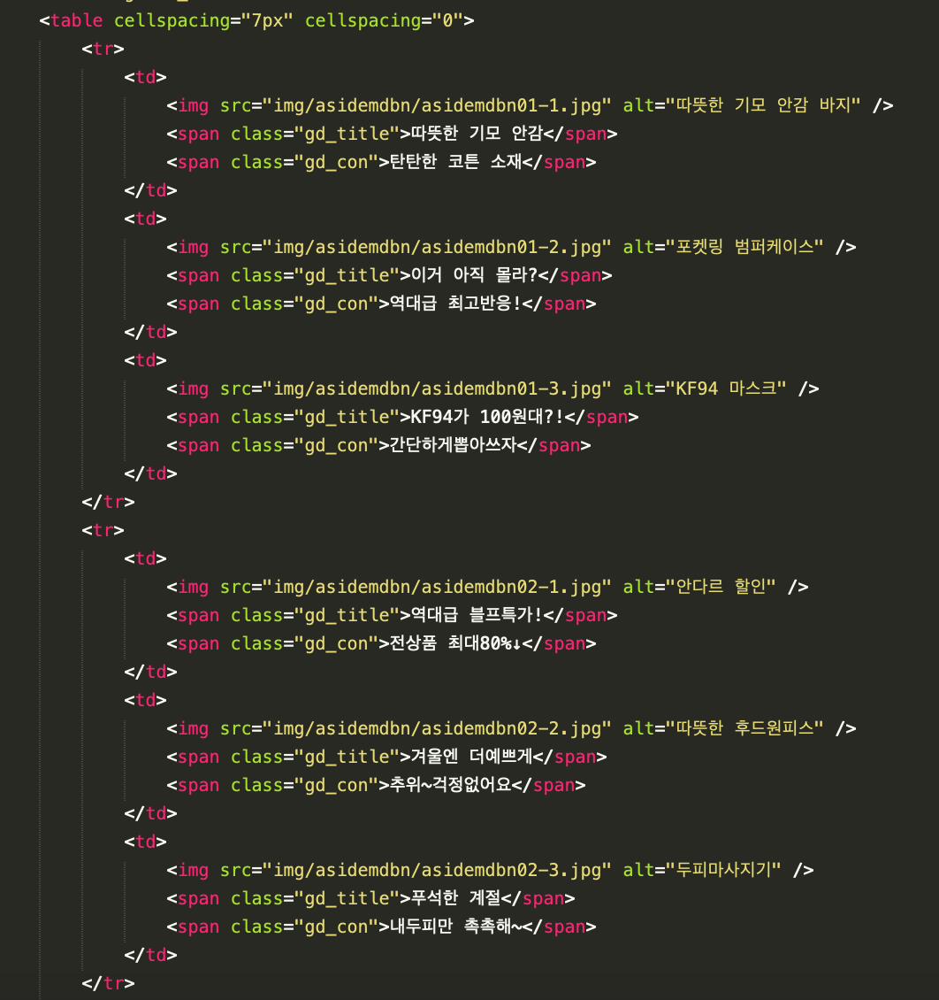 <table cellspacing="7px" cellspacing="0">
<tr>
<td>
<img src="img/asidemdbn/asidemdbn01-1.jpg" alt="따뜻한 기모 안감 바지" />
<span class="gd_title">따뜻한 기모 안감</span>
<span class="gd_con">탄탄한 코튼 소재</span>
</td>
<td>
<img src="img/asidemdbn/asidemdbn01-2.jpg" alt="포켓링 범퍼케이스" />
<span class="gd_title">이거 아직 몰라?</span>
<span class="gd_con">역대급 최고반응!</span>
</td>
<td>
<img src="img/asidemdbn/asidemdbn01-3.jpg" alt="KF94 마스크" />
<span class="gd_title">KF94가 100원대?!</span>
<span class="gd_con">간단하게뽑아쓰자</span>
</td>
</tr>
<tr>
<td>
<img src="img/asidemdbn/asidemdbn02-1.jpg" alt="안다르 할인" />
<span class="gd_title">역대급 블프특가!</span>
<span class="gd_con">전상품 최대80%↓</span>
</td>
<td>
<img src="img/asidemdbn/asidemdbn02-2.jpg" alt="따뜻한 후드원피스" />
<span class="gd_title">겨울엔 더예쁘게</span>
<span class="gd_con">추위~걱정없어요</span>
</td>
<td>
<img src="img/asidemdbn/asidemdbn02-3.jpg" alt="두피마사지기" />
<span class="gd_title">푸석한 계절</span>
<span class="gd_con">내두피만 촉촉해~</span>
</td>
</tr>